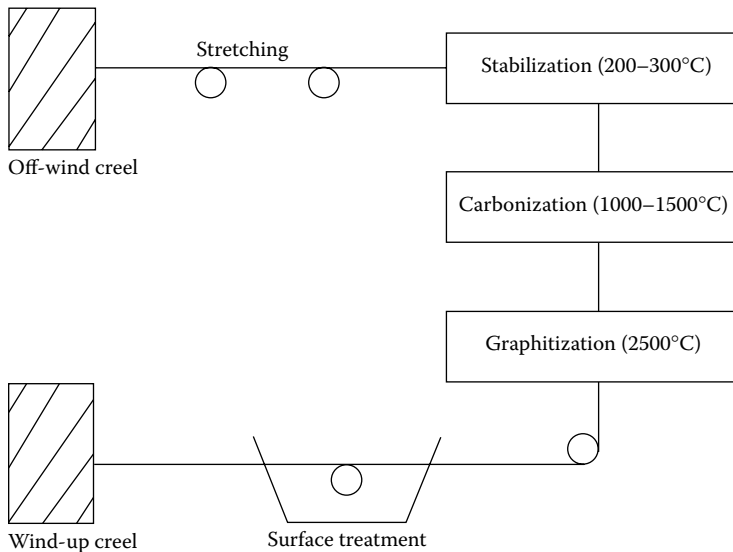 Stretching
Stabilization (200–300°C)
Off-wind creel
Carbonization (1000–1500°C)
Graphitization (2500°C)
Wind-up creel
Surface treatment